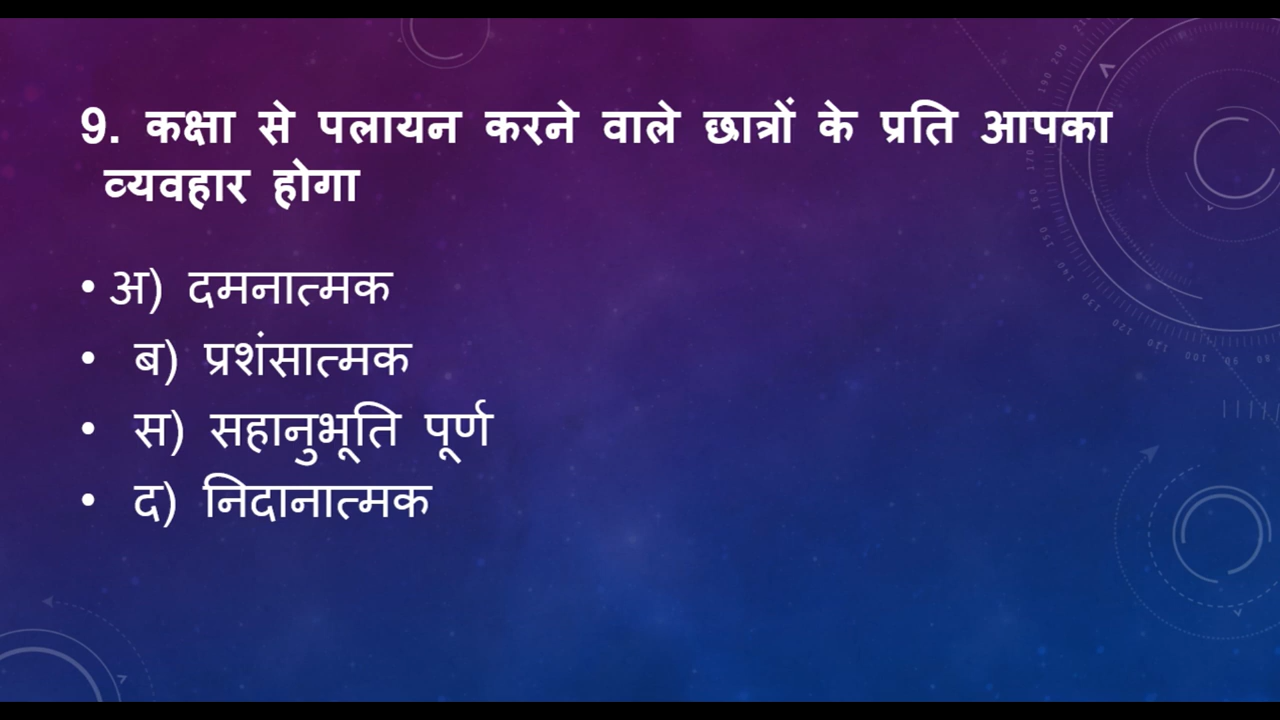 9. कक्षा से पलायन करने वाले छात्रों के प्रति आपका
व्यवहार होगा
• अ) दमनात्मक
• ब) प्रशंसात्मक
• स) सहानुभूति पूर्ण
• द) निदानात्मक